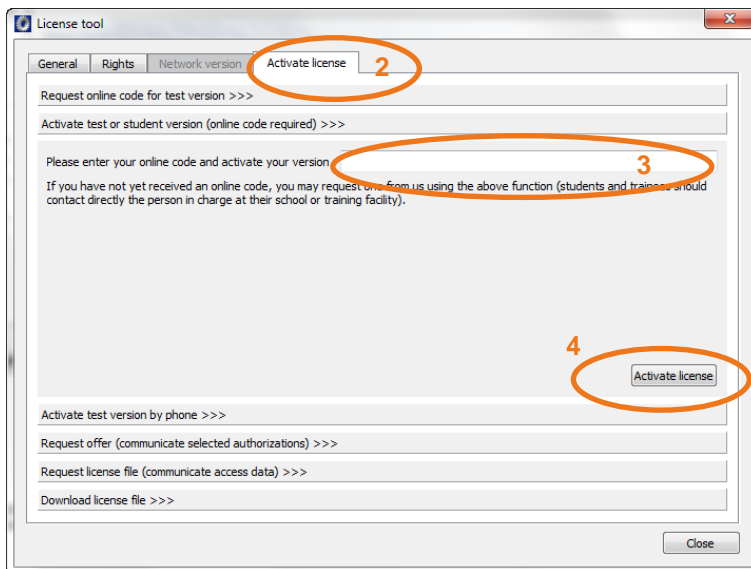 License tool
General Rights Network version Activate license 2
Request online code for test version >>>
Activate test or student version (online code required) >>>
Please enter your online code and activate your version 3
If you have not yet received an online code, you may request one from us using the above function (students and trainees should
contact directly the person in charge at their school or training facility).
4
Activate license
Activate test version by phone >>>
Request offer (communicate selected authorizations) >>>
Request license file (communicate access data) >>>
Download license file >>>
Close